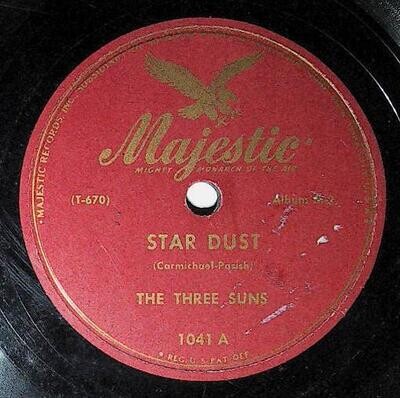 MAJESTIC RECORDS, INC.
Majestic
MIGHTY MONARCH OF THE AIR
(T-670)
Album
STAR DUST
(Carmichael-Parish)
THE THREE SUNS
1041 A
* REG. U.S. PAT. OFF.